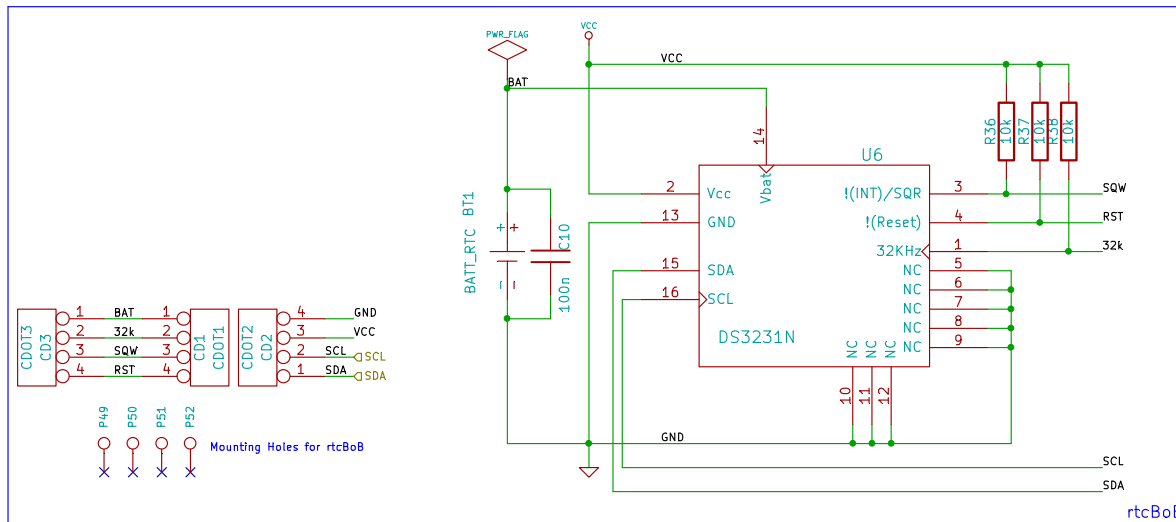 PWR_FLAG
VCC
VCC
BAT
R36
10k
R37
10k
R38
10k
14
U6
2
Vcc
Vbat
!(INT)/SQR
3
SQW
13
GND
!(Reset)
4
RST
32KHz
1
32k
15
SDA
NC
5
16
SCL
NC
6
NC
7
NC
8
NC
9
DS3231N
NC
NC
NC
10
11
12
BATT_RTC BT1
+
+
C10
100n
CDOT3
CD3
1
BAT
1
2
32k
2
3
SQW
3
4
RST
4
CD1
CDOT1
CDOT2
CD2
4
GND
3
VCC
2
SCL
SCL
1
SDA
SDA
P49
P50
P51
P52
Mounting Holes for rtcBoB
GND
SCL
SDA